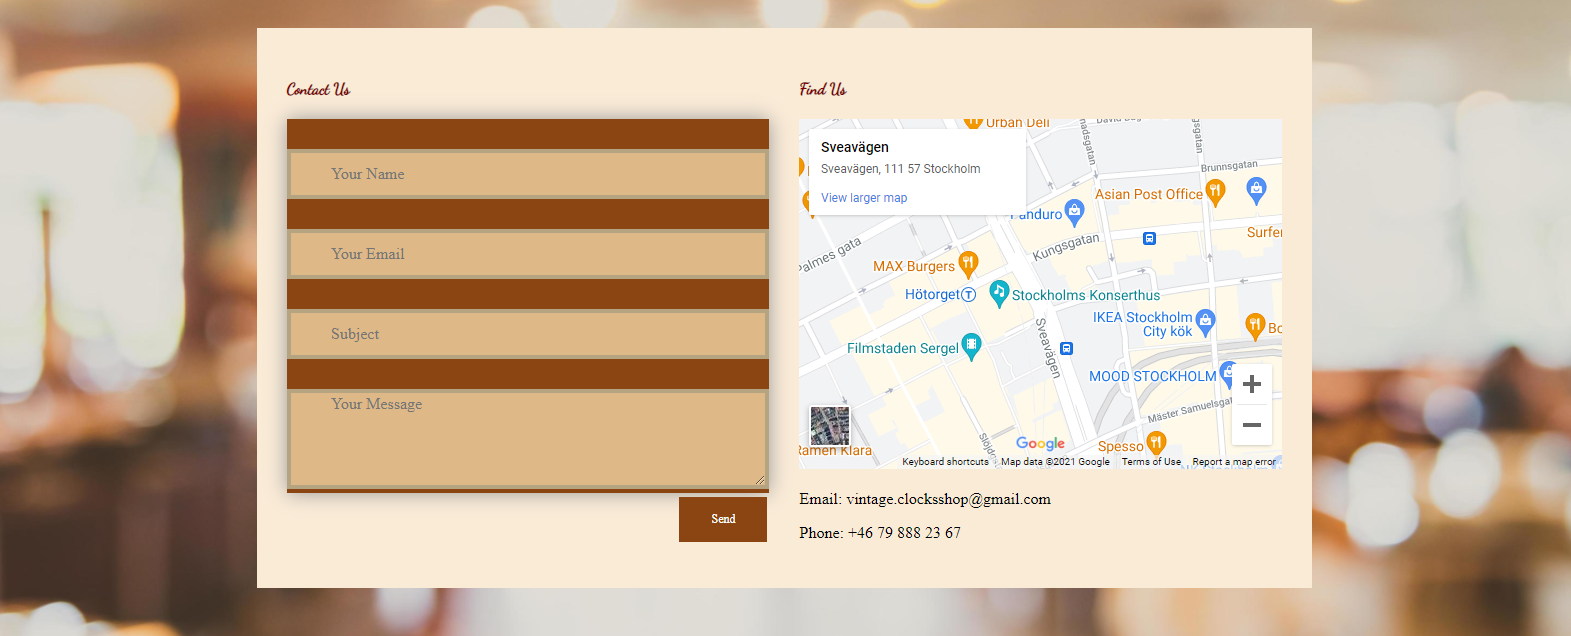 Contact Us
Your Name
Your Email
Subject
Your Message
Send
Find Us
Urban Deli
Sveavägen
Sveavägen, 111 57 Stockholm
View larger map
Brunnsgatan
Asian Post Office
Panduro
Kungsgatan
Palmes gata
MAX Burgers
Hötorget
T
Stockholms Konserthus
IKEA Stockholm
City kök
Filmstaden Sergel
Sveavägen
MOOD STOCKHOLM
Mäster Samuelsga
Spesso
Ramen Klara
Google
Keyboard shortcuts
Map data ©2021 Google
Terms of Use
Report a map error
Email: vintage.clocksshop@gmail.com
Phone: +46 79 888 23 67